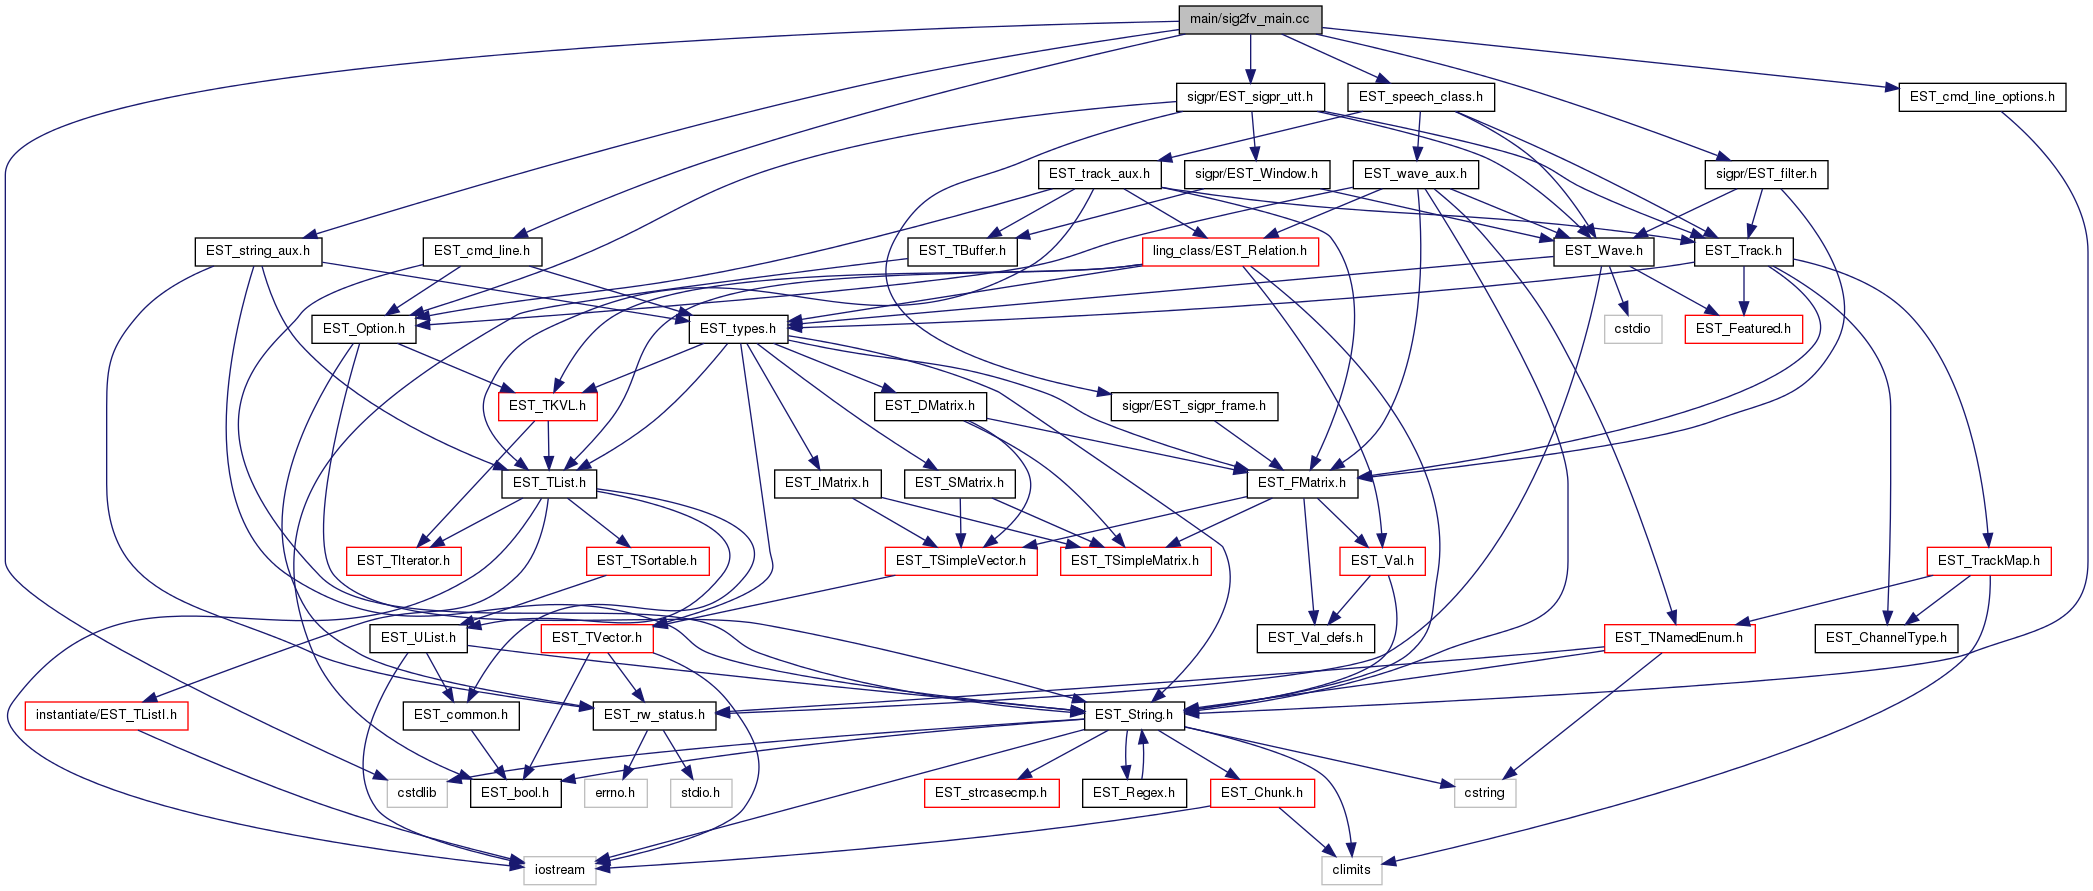 main/sig2fv_main.cc
sigpr/EST_sigpr_utt.h
EST_speech_class.h
EST_cmd_line_options.h
EST_track_aux.h
sigpr/EST_Window.h
EST_wave_aux.h
sigpr/EST_filter.h
EST_string_aux.h
EST_cmd_line.h
EST_TBuffer.h
ling_class/EST_Relation.h
EST_Wave.h
EST_Track.h
EST_Option.h
EST_types.h
cstdio
EST_Featured.h
EST_TKVL.h
EST_DMatrix.h
sigpr/EST_sigpr_frame.h
EST_TList.h
EST_IMatrix.h
EST_SMatrix.h
EST_FMatrix.h
EST_TIterator.h
EST_TSortable.h
EST_TSimpleVector.h
EST_TSimpleMatrix.h
EST_Val.h
EST_TrackMap.h
EST_UList.h
EST_TVector.h
EST_Val_defs.h
EST_TNamedEnum.h
EST_ChannelType.h
instantiate/EST_TListI.h
EST_common.h
EST_rw_status.h
EST_String.h
cstdlib
EST_bool.h
errno.h
stdio.h
EST_strcasecmp.h
EST_Regex.h
EST_Chunk.h
cstring
iostream
climits